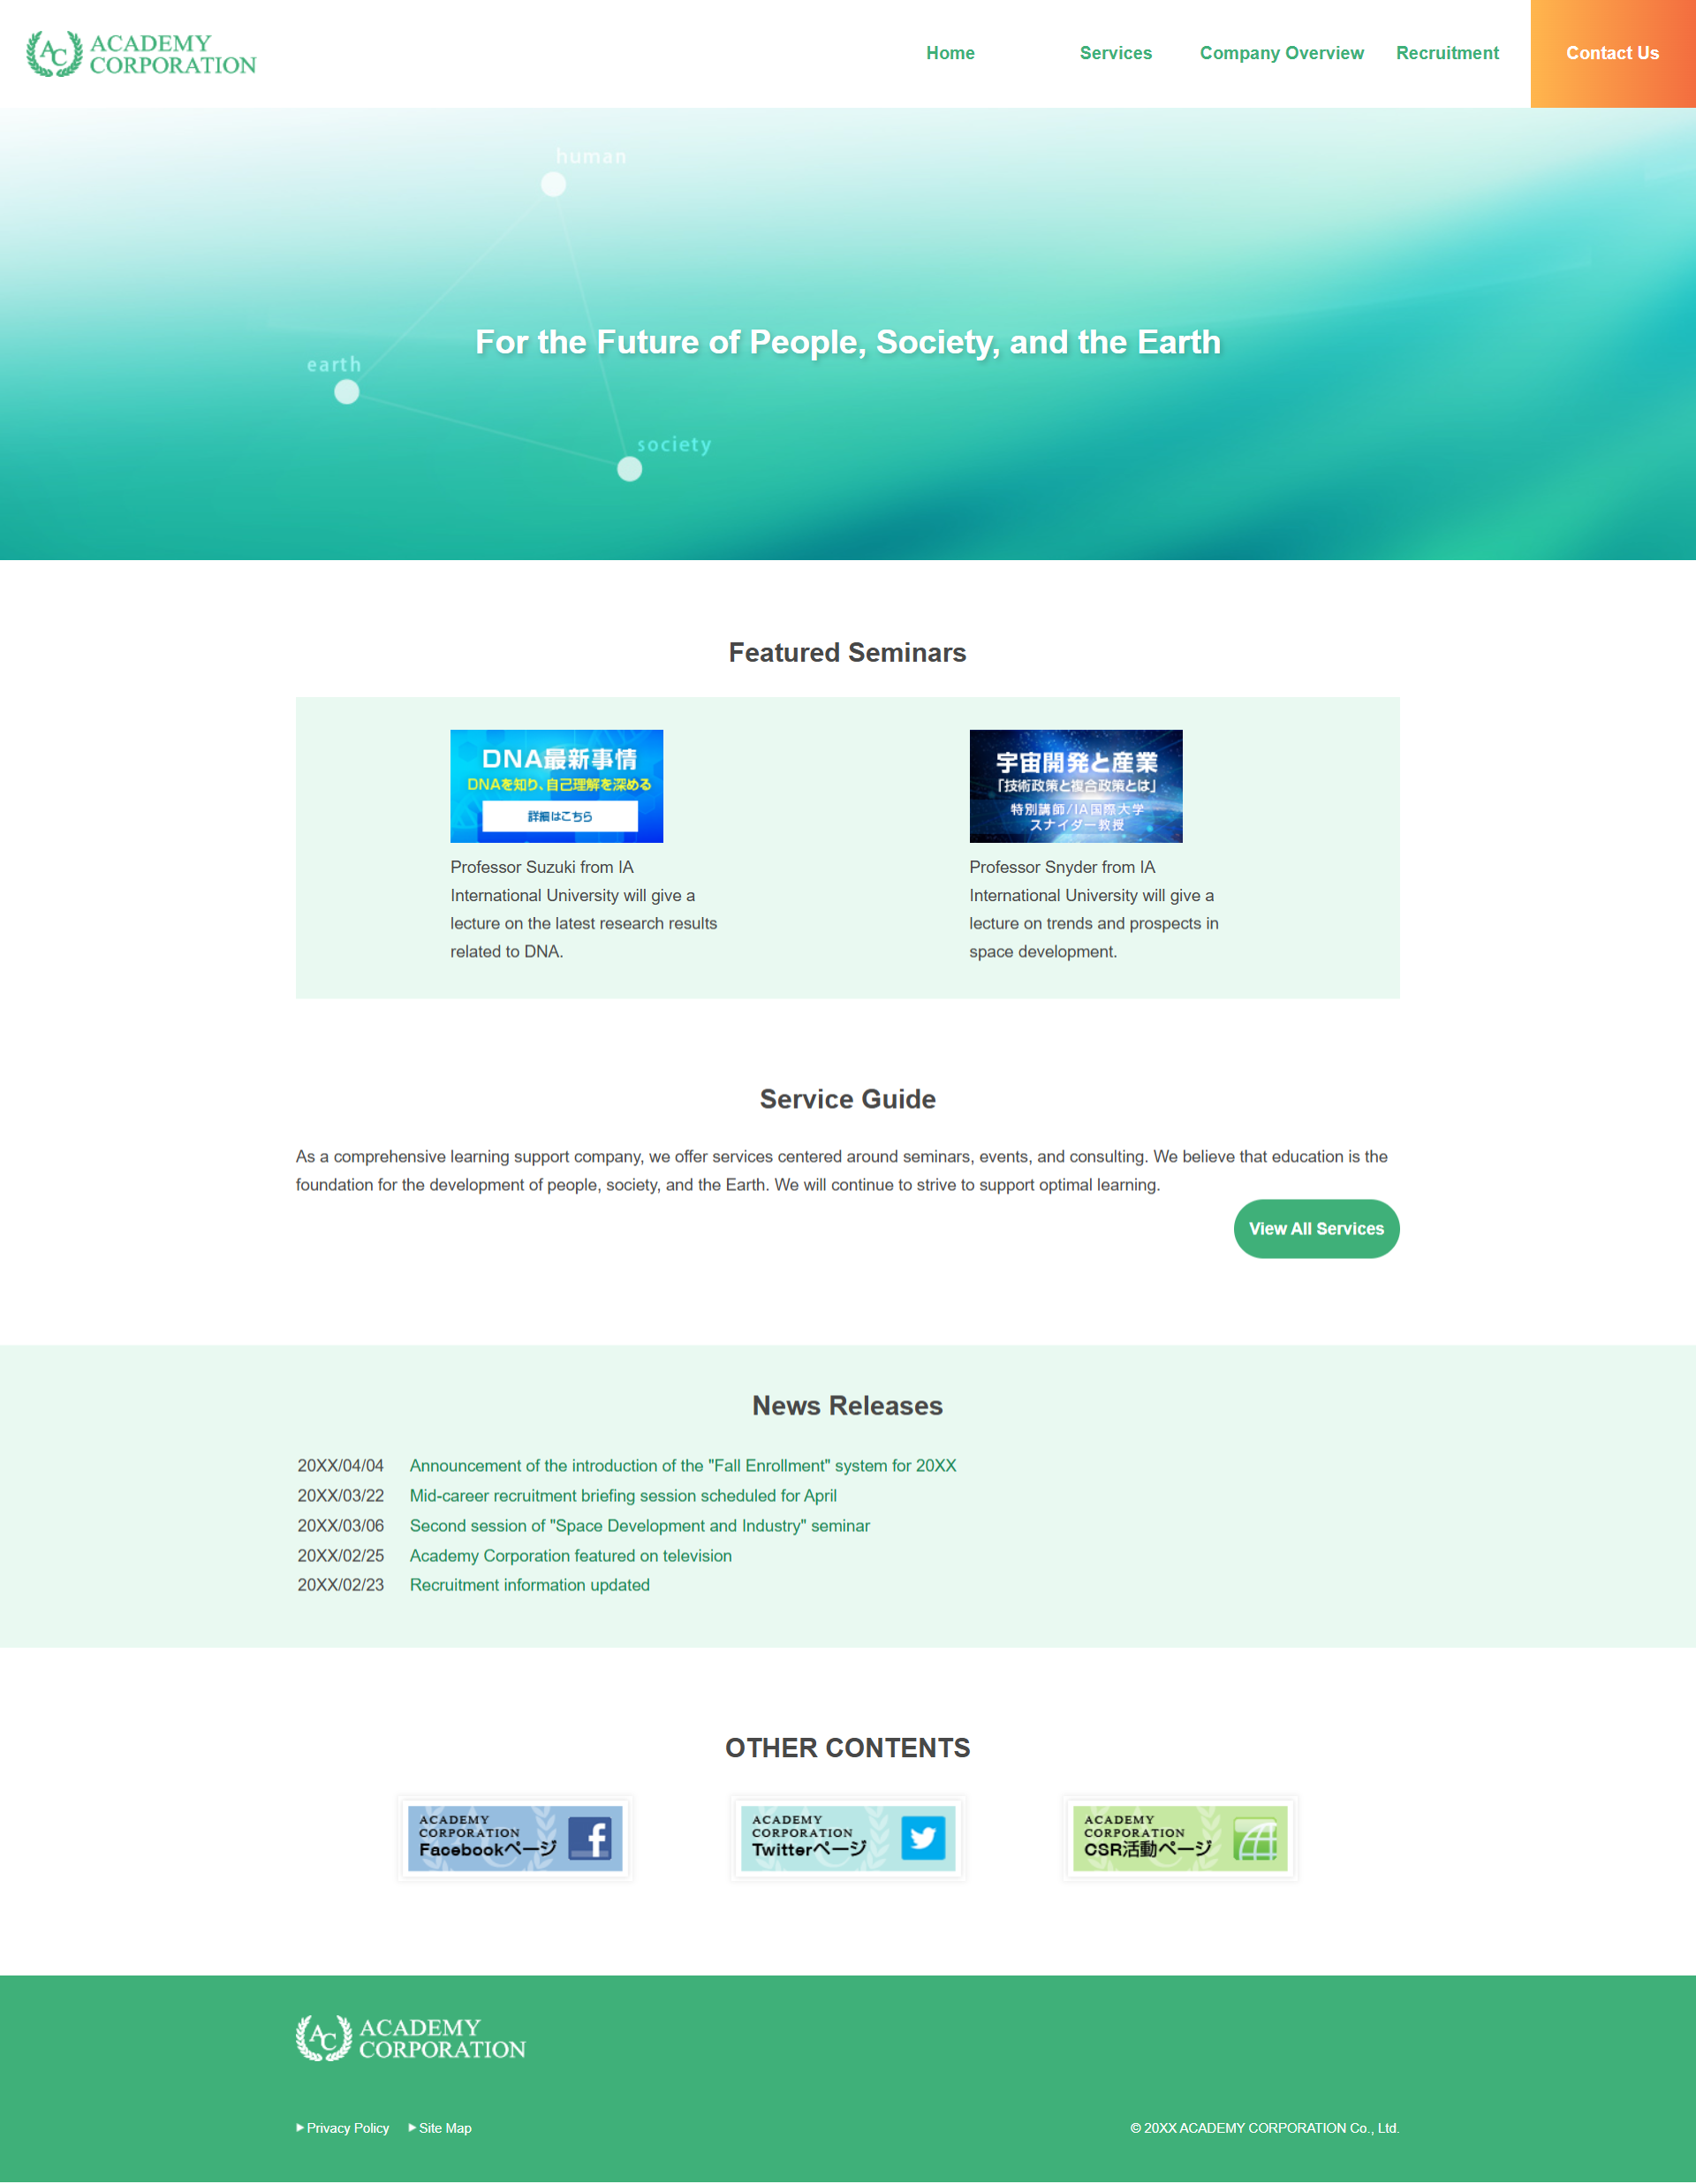 AC ACADEMY
CORPORATION
Home Services Company Overview Recruitment Contact Us
human
For the Future of People, Society, and the Earth
earth
society
Featured Seminars
DNA最新事情
DNAを知り、自己理解を深める
詳細はこちら
Professor Suzuki from IA
International University will give a
lecture on the latest research results
related to DNA.
宇宙開発と産業
「技術政策と複合政策とは」
特別講師/IA国際大学
スナイダー教授
Professor Snyder from IA
International University will give a
lecture on trends and prospects in
space development.
Service Guide
As a comprehensive learning support company, we offer services centered around seminars, events, and consulting. We believe that education is the
foundation for the development of people, society, and the Earth. We will continue to strive to support optimal learning.
View All Services
News Releases
20XX/04/04 Announcement of the introduction of the "Fall Enrollment" system for 20XX
20XX/03/22 Mid-career recruitment briefing session scheduled for April
20XX/03/06 Second session of "Space Development and Industry" seminar
20XX/02/25 Academy Corporation featured on television
20XX/02/23 Recruitment information updated
OTHER CONTENTS
ACADEMY
CORPORATION
Facebookページ
ACADEMY
CORPORATION
Twitterページ
ACADEMY
CORPORATION
CSR活動ページ
AC ACADEMY
CORPORATION
Privacy Policy Site Map © 20XX ACADEMY CORPORATION Co., Ltd.